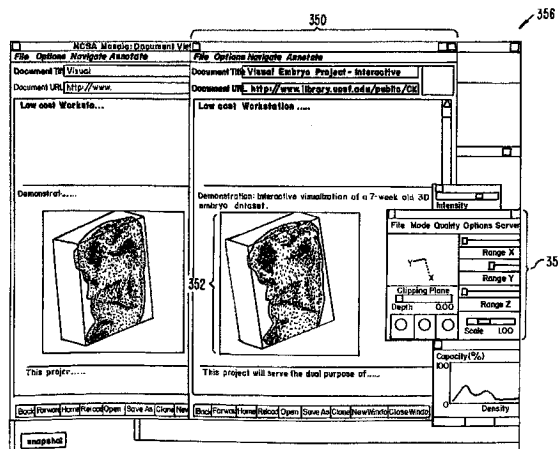 350
356
NCSA Mosaic: Document Vie
File Options Navigate Annotate
Document Titl Visual
Document URL http://www.
Low cost Worksta...
Demonstrat.....
This projec.....
Back Forward Home Reload Open Save As Clone New
snapshot
File Options Navigate Annotate
Document Title Visual Embryo Project - Interactive
Document URL http://www.library.ucsf.edu/public/CK
Low cost Workstation .....
Demonstration: Interactive visualization of a 7-week old 3D
embryo dataset.
352
This project will serve the dual purpose of.....
Back Forward Home Reload Open Save As Clone New Window Close Windo
Intensity
File Mode Quality Options Server
Y
X
Range X
Range Y
Range Z
Clipping Plane
Depth 0.00
Scale 1.00
35
Capacity (%)
100
0
Density